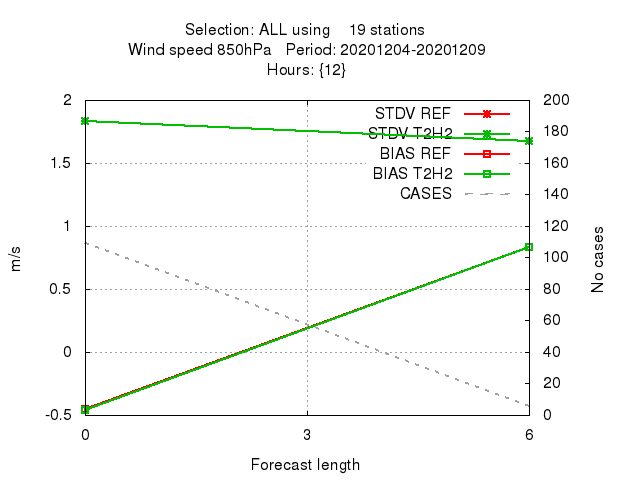 Selection: ALL using    19 stations
Wind speed 850hPa   Period: 20201204-20201209
Hours: {12}
2
1.5
1
0.5
0
-0.5
m/s
STDV REF
STDV T2H2
BIAS REF
BIAS T2H2
CASES
200
180
160
140
120
100
80
60
40
20
0
No cases
0 3 6
Forecast length